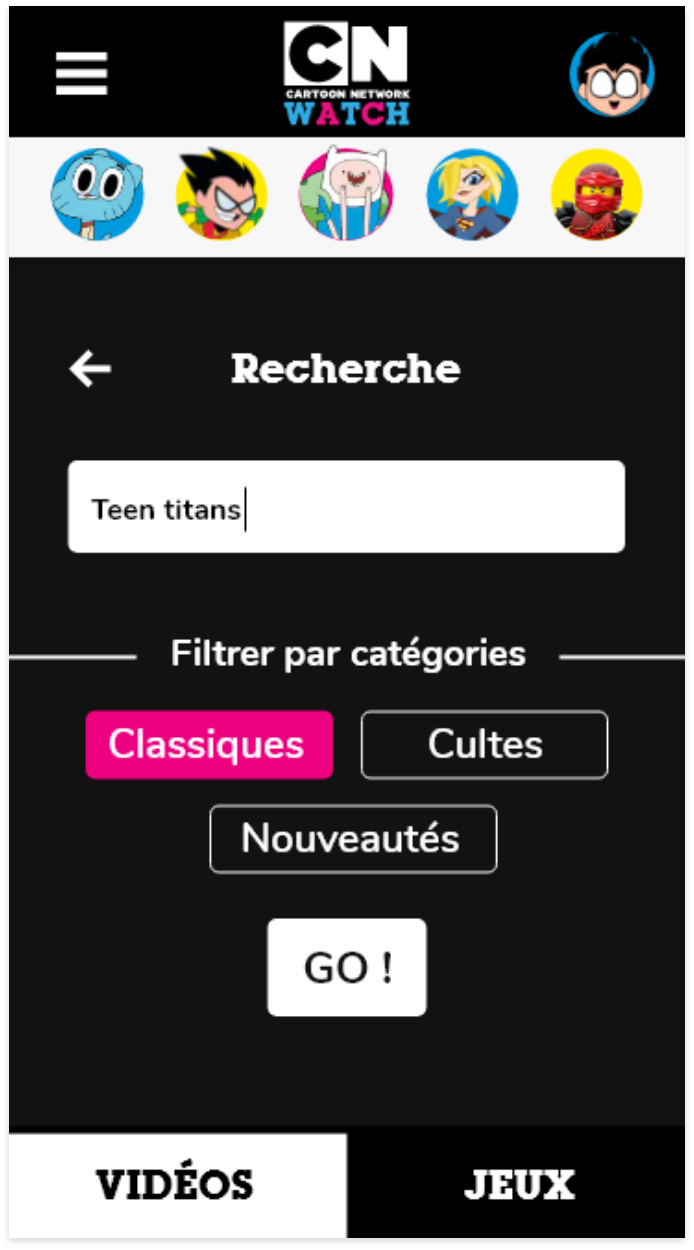 CN
CARTOON NETWORK
WATCH
Recherche
Teen titans
Filtrer par catégories
Classiques
Cultes
Nouveautés
GO !
VIDÉOS
JEUX